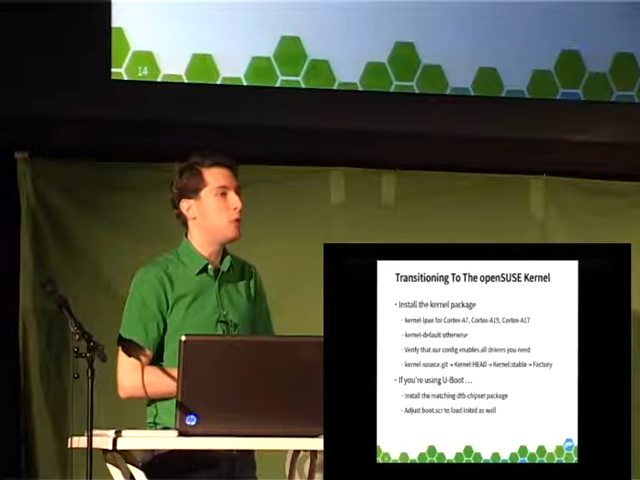 14
Transitioning To The openSUSE Kernel
• Install the kernel package
- kernel-lpae for Cortex-A7, Cortex-A15, Cortex-A17
- kernel-default otherwise
- Verify that our config enables all drivers you need
- kernel-source.git → Kernel:HEAD → Kernel:stable → Factory
• If you're using U-Boot ...
- Install the matching dtb-chipset package
- Adjust boot.scr to load initrd as well
hp